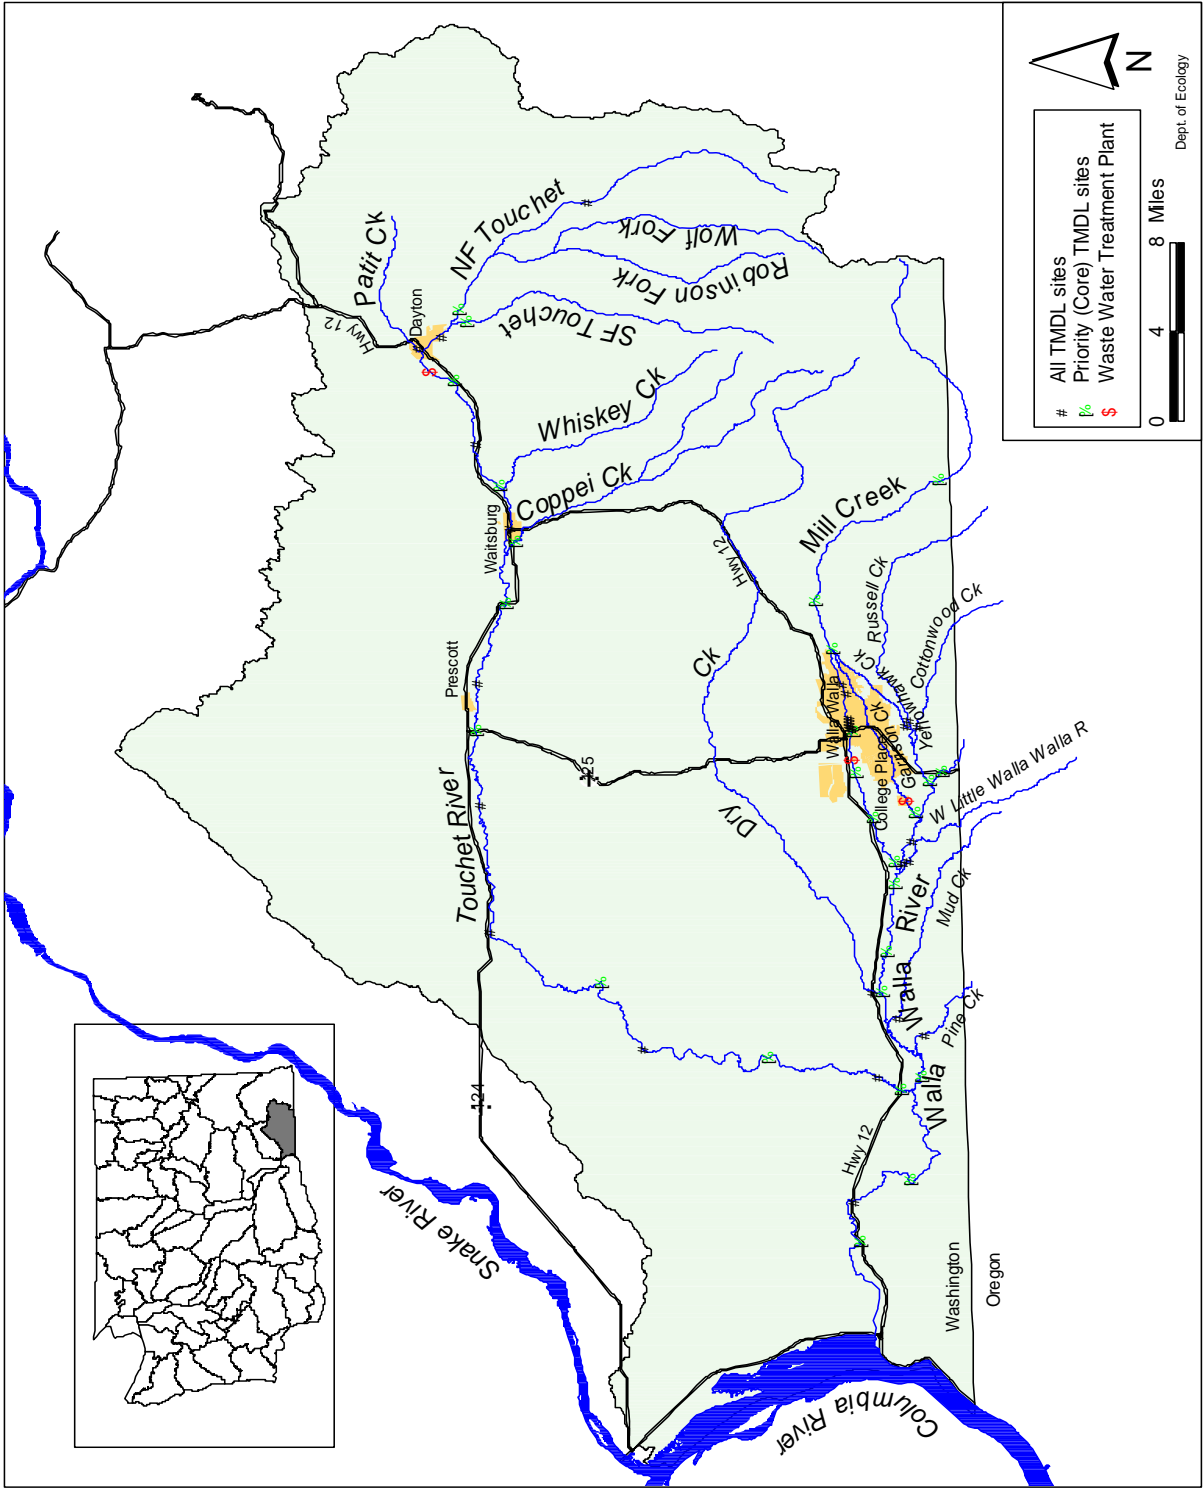 Snake River
124
Columbia River
Hwy 12
Washington
Oregon
Walla Walla River
Pine Ck
Mud Ck
W Little Walla Walla R
Touchet River
125
Dry Ck
Prescott
Waitsburg
Coppei Ck
Whiskey Ck
Hwy 12
Walla Walla
College Place
Garrison Ck
Yellowhawk Ck
Cottonwood Ck
Russell Ck
Mill Creek
Dayton
Hwy 12
Patit Ck
NF Touchet
Wolf Fork
Robinson Fork
SF Touchet
N
# All TMDL sites
[% Priority (Core) TMDL sites
$ Waste Water Treatment Plant
0 4 8 Miles
Dept. of Ecology